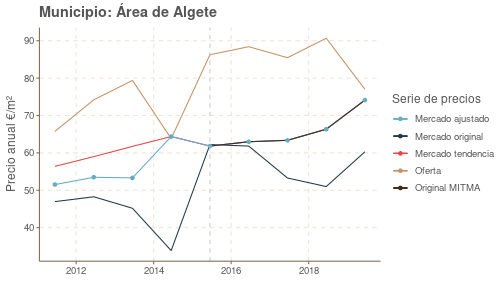 Municipio: Área de Algete
Precio anual €/m²
90
80
70
60
50
40
2012
2014
2016
2018
Serie de precios
Mercado ajustado
Mercado original
Mercado tendencia
Oferta
Original MITMA